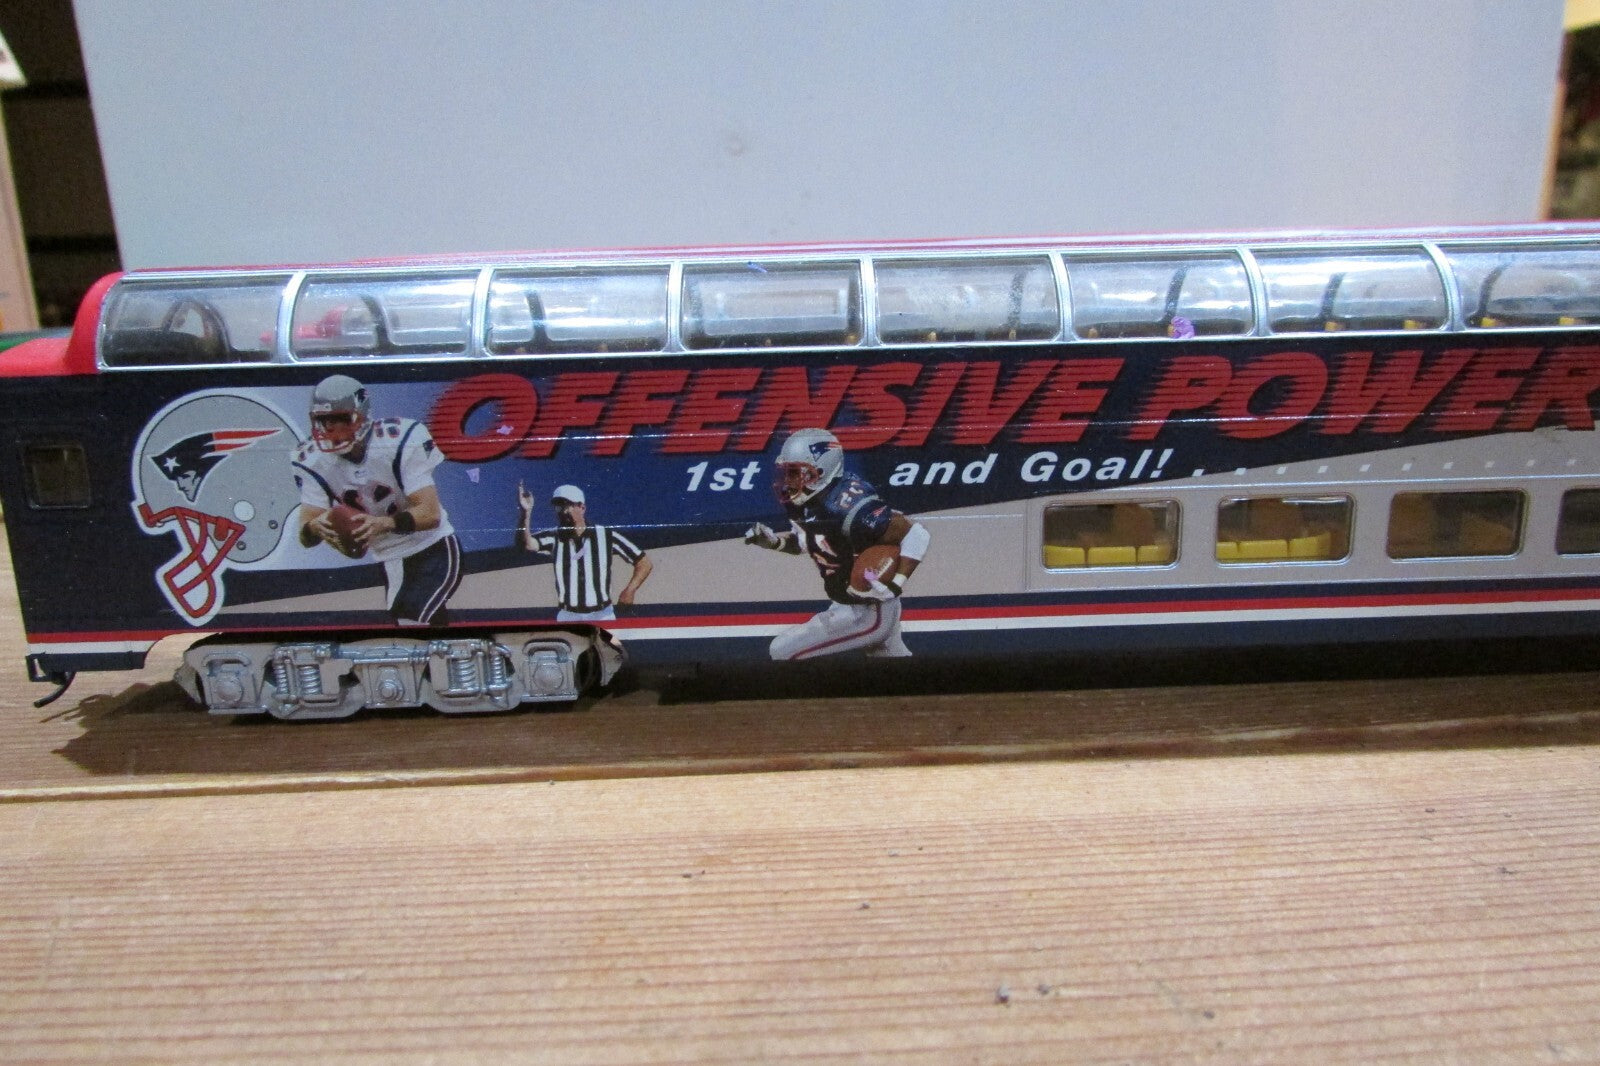 OFFENSIVE POWER
1st and Goal!........